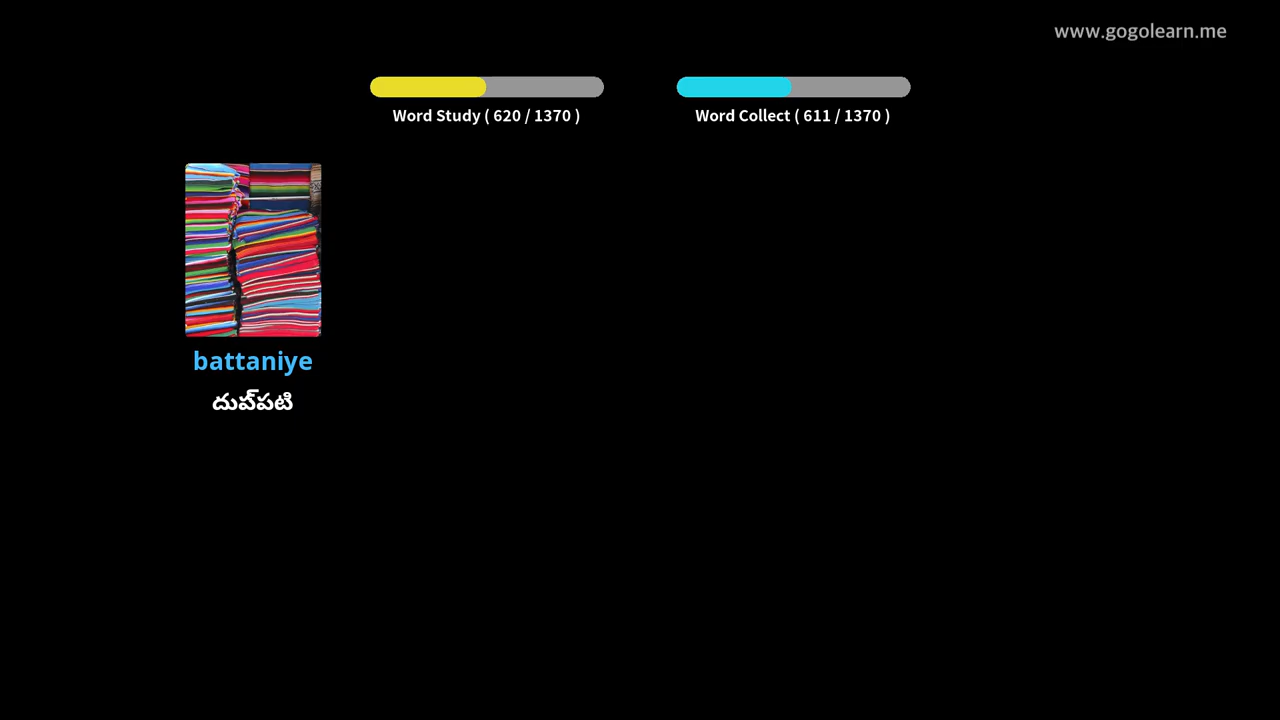 www.gogolearn.me
Word Study ( 620 / 1370 )
Word Collect ( 611 / 1370 )
battaniye
దుప్పటి